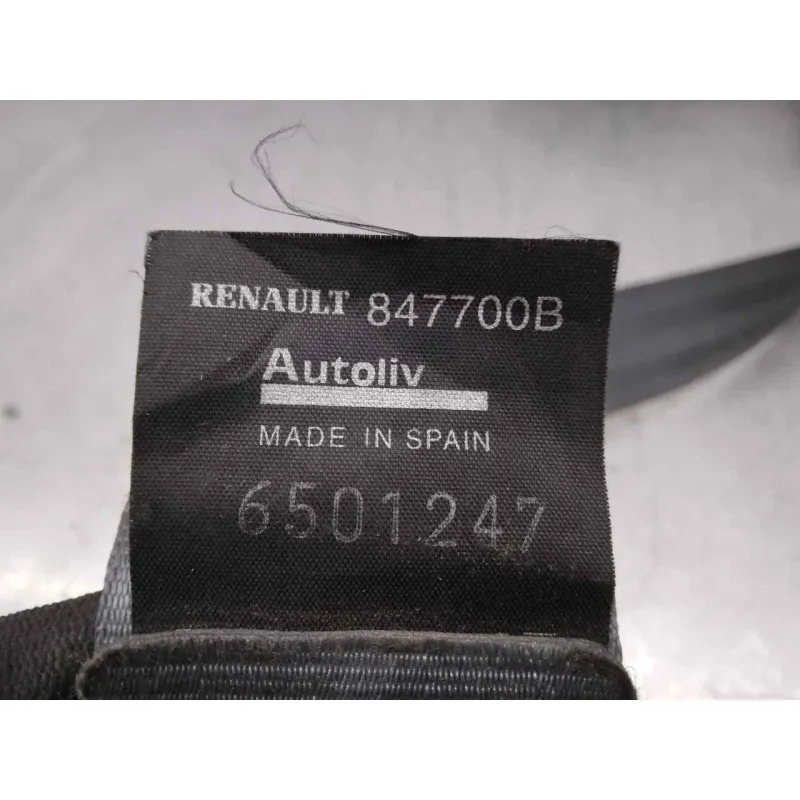 RENAULT 847700B
Autoliv
MADE IN SPAIN
6501247